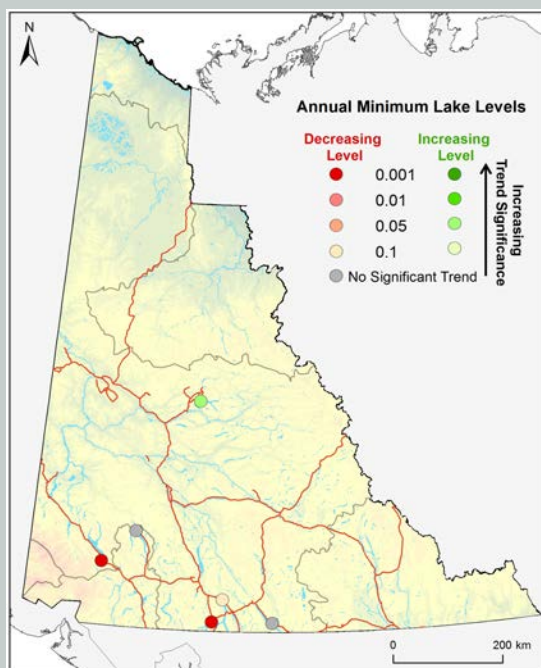 N
Annual Minimum Lake Levels
Decreasing Level
Increasing Level
0.001
0.01
0.05
0.1
No Significant Trend
Increasing
Trend Significance
0
200 km